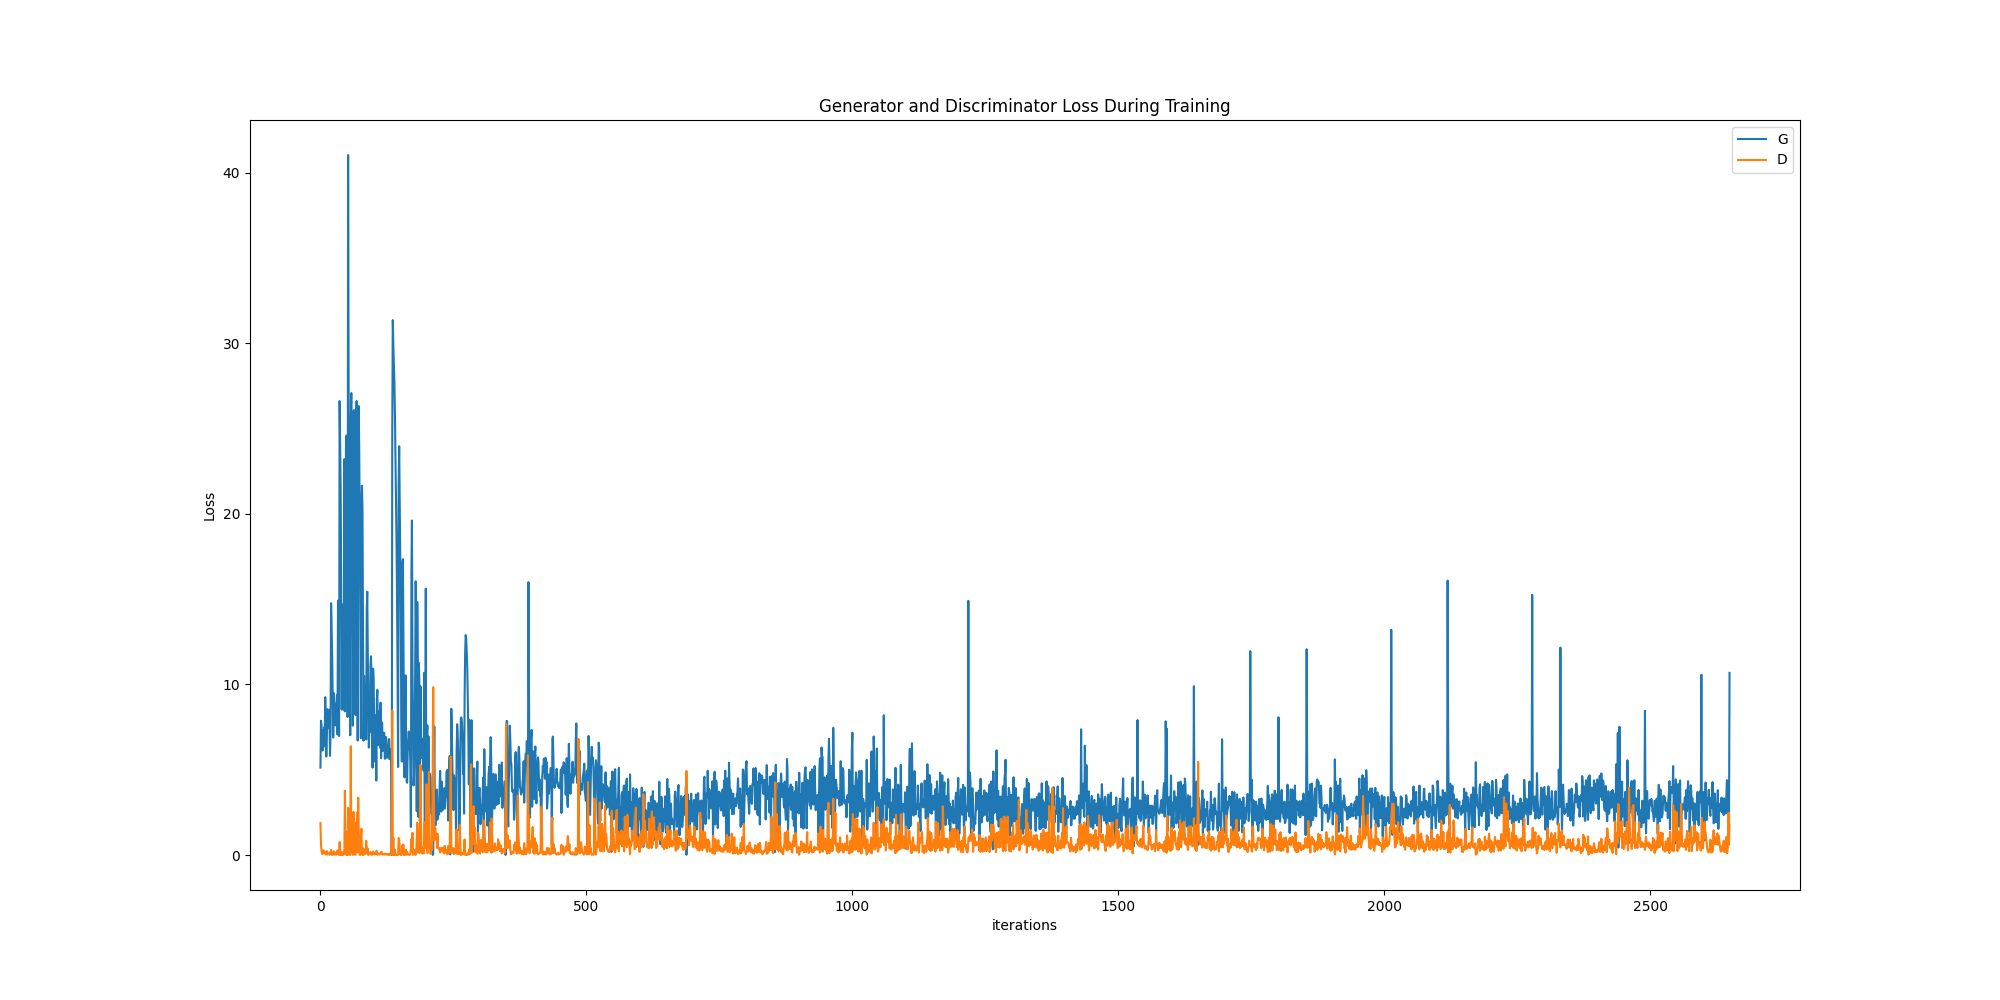 Generator and Discriminator Loss During Training
G
D
40
30
20
10
0
Loss
0 500 1000 1500 2000 2500
iterations